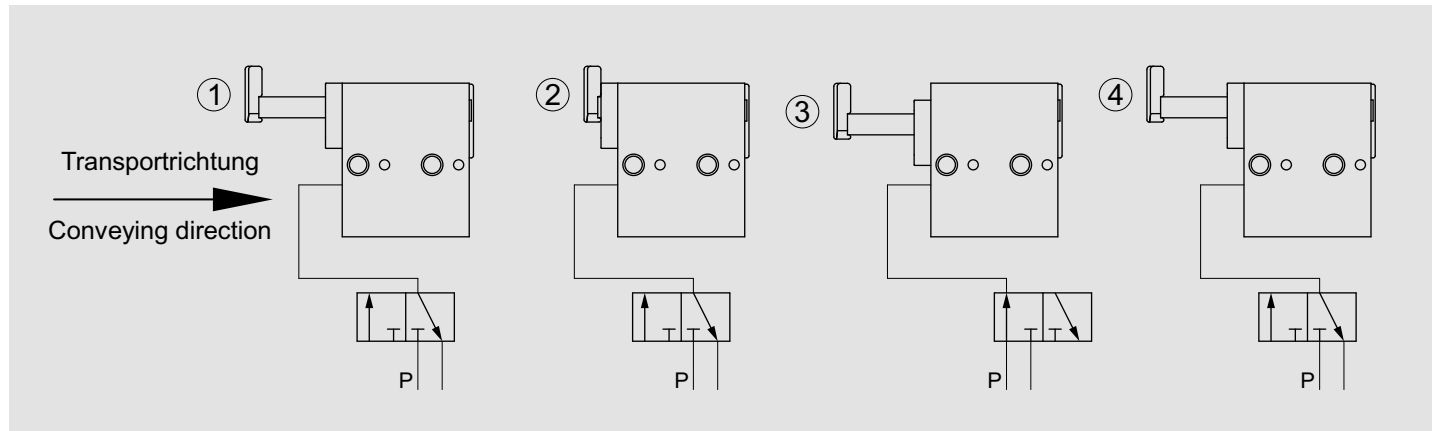 ① ② ③ ④
Transportrichtung
Conveying direction
P P P P